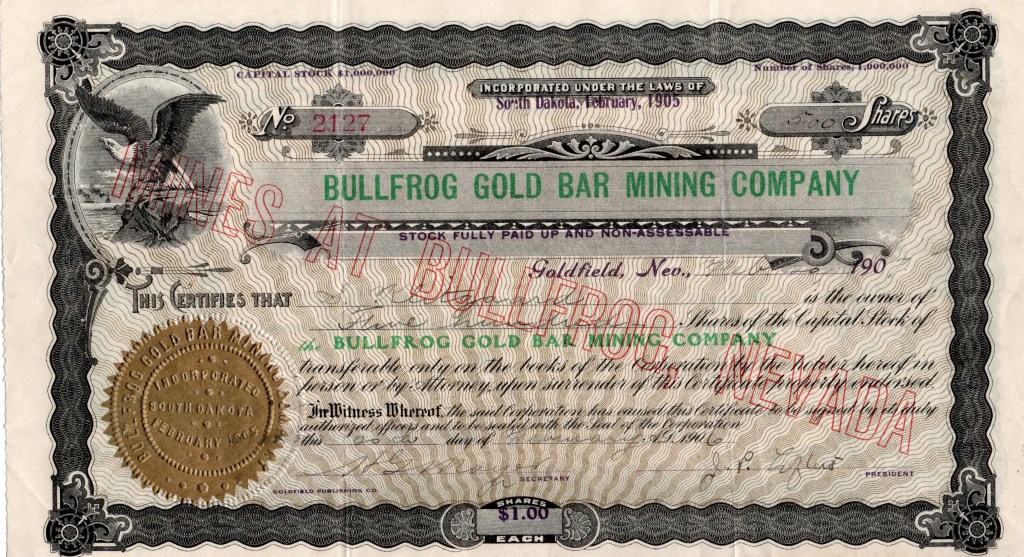 CAPITAL STOCK $1,000,000
Number of Shares, 1,000,000
INCORPORATED UNDER THE LAWS OF
South Dakota, February, 1905
No 2127
500 Shares
BULLFROG GOLD BAR MINING COMPANY
STOCK FULLY PAID UP AND NON-ASSESSABLE
MINES AT BULLFROG, NEVADA
Goldfield, Nev., 190
THIS CERTIFIES THAT is the owner of
Five hundred Shares of the Capital Stock of
the BULLFROG GOLD BAR MINING COMPANY
transferable only on the books of the Corporation by the holder hereof in
person or by Attorney, upon surrender of this Certificate properly endorsed.
In Witness Whereof, the said Corporation has caused this Certificate to be signed by its duly
authorized officers and to be sealed with the Seal of the Corporation
this day of February A.D. 1906
SECRETARY
PRESIDENT
GOLDFIELD PUBLISHING CO.
BULLFROG GOLD BAR MINING
INCORPORATED
SOUTH DAKOTA
FEBRUARY
SHARES
$1.00
EACH